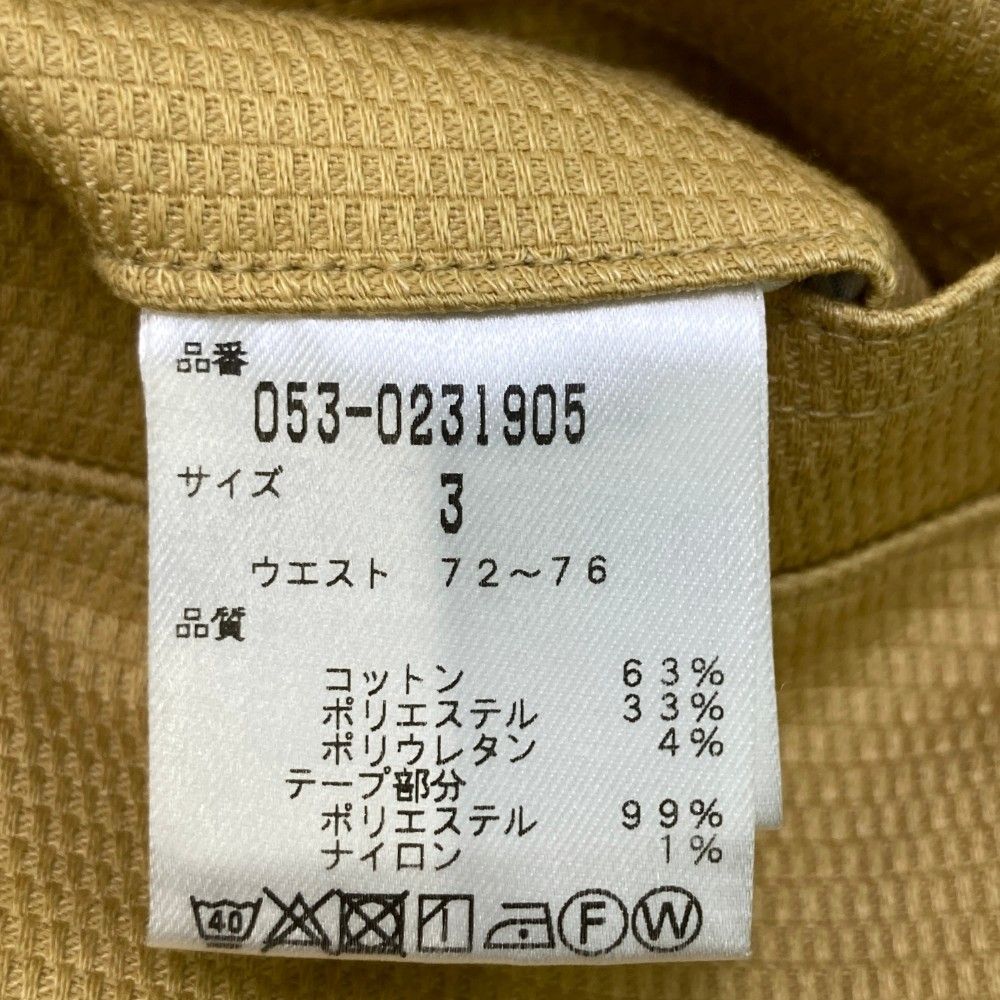 品番
053-0231905
サイズ 3
ウエスト 72～76
品質
コットン 63%
ポリエステル 33%
ポリウレタン 4%
テープ部分
ポリエステル 99%
ナイロン 1%
40 F W